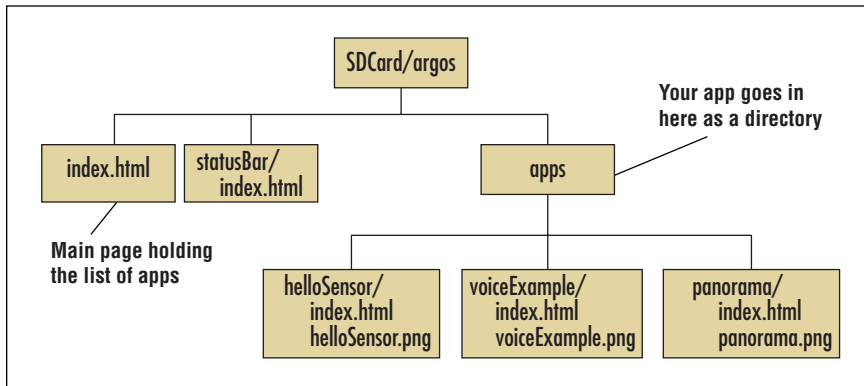 SDCard/argos
Your app goes in
here as a directory
index.html
statusBar/
index.html
apps
Main page holding
the list of apps
helloSensor/
index.html
helloSensor.png
voiceExample/
index.html
voiceExample.png
panorama/
index.html
panorama.png